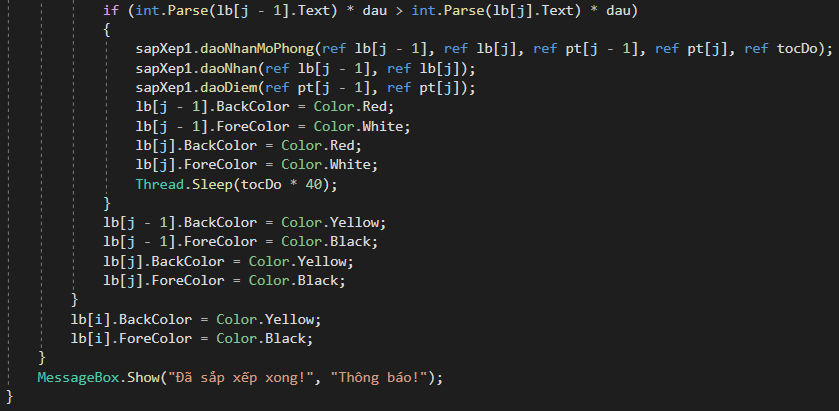 if (int.Parse(lb[j - 1].Text) * dau > int.Parse(lb[j].Text) * dau)
{
sapXep1.daoNhanMoPhong(ref lb[j - 1], ref lb[j], ref pt[j - 1], ref pt[j], ref tocDo);
sapXep1.daoNhan(ref lb[j - 1], ref lb[j]);
sapXep1.daoDiem(ref pt[j - 1], ref pt[j]);
lb[j - 1].BackColor = Color.Red;
lb[j - 1].ForeColor = Color.White;
lb[j].BackColor = Color.Red;
lb[j].ForeColor = Color.White;
Thread.Sleep(tocDo * 40);
}
lb[j - 1].BackColor = Color.Yellow;
lb[j - 1].ForeColor = Color.Black;
lb[j].BackColor = Color.Yellow;
lb[j].ForeColor = Color.Black;
}
lb[i].BackColor = Color.Yellow;
lb[i].ForeColor = Color.Black;
}
MessageBox.Show("Đã sắp xếp xong!", "Thông báo!");
}